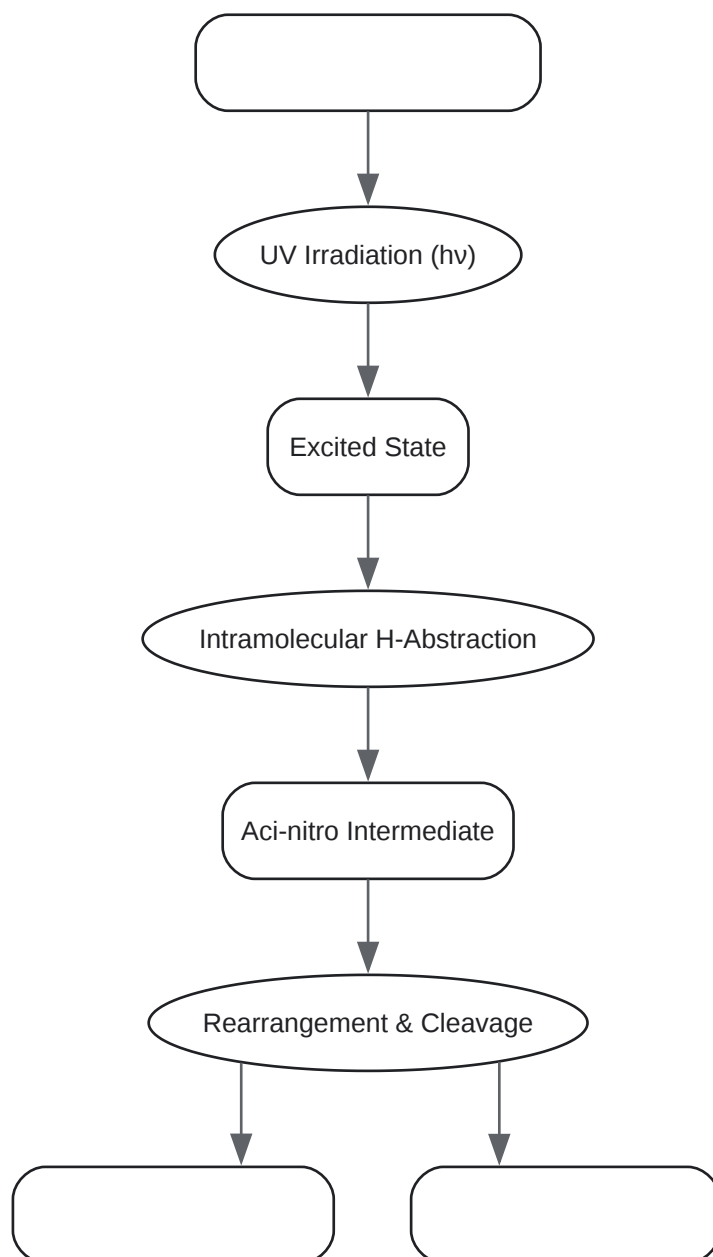 UV Irradiation (hν)
Excited State
Intramolecular H-Abstraction
Aci-nitro Intermediate
Rearrangement & Cleavage